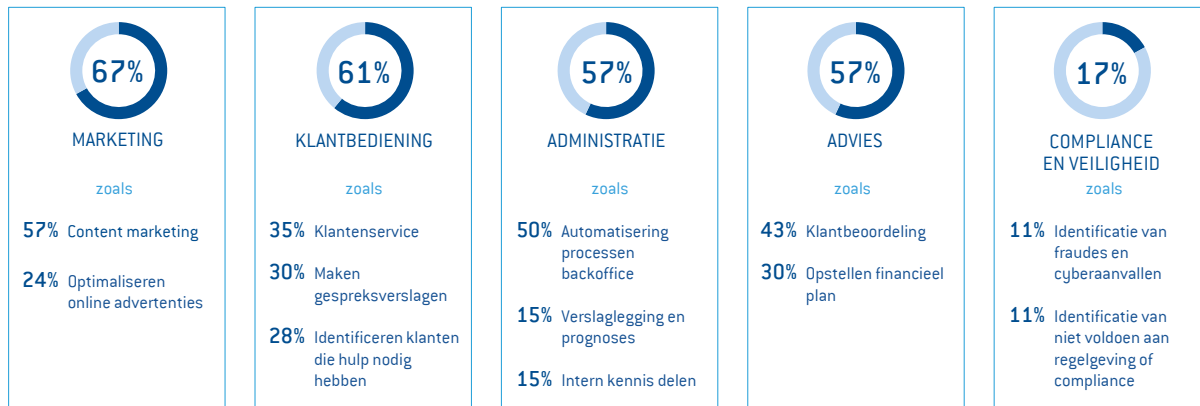 67%
MARKETING
zoals
57% Content marketing
24% Optimaliseren
online advertenties
61%
KLANTBEDIENING
zoals
35% Klantenservice
30% Maken
gespreksverslagen
28% Identificeren klanten
die hulp nodig
hebben
57%
ADMINISTRATIE
zoals
50% Automatisering
processen
backoffice
15% Verslaglegging en
prognoses
15% Intern kennis delen
57%
ADVIES
zoals
43% Klantbeoordeling
30% Opstellen financieel
plan
17%
COMPLIANCE
EN VEILIGHEID
zoals
11% Identificatie van
fraudes en
cyberaanvallen
11% Identificatie van
niet voldoen aan
regelgeving of
compliance